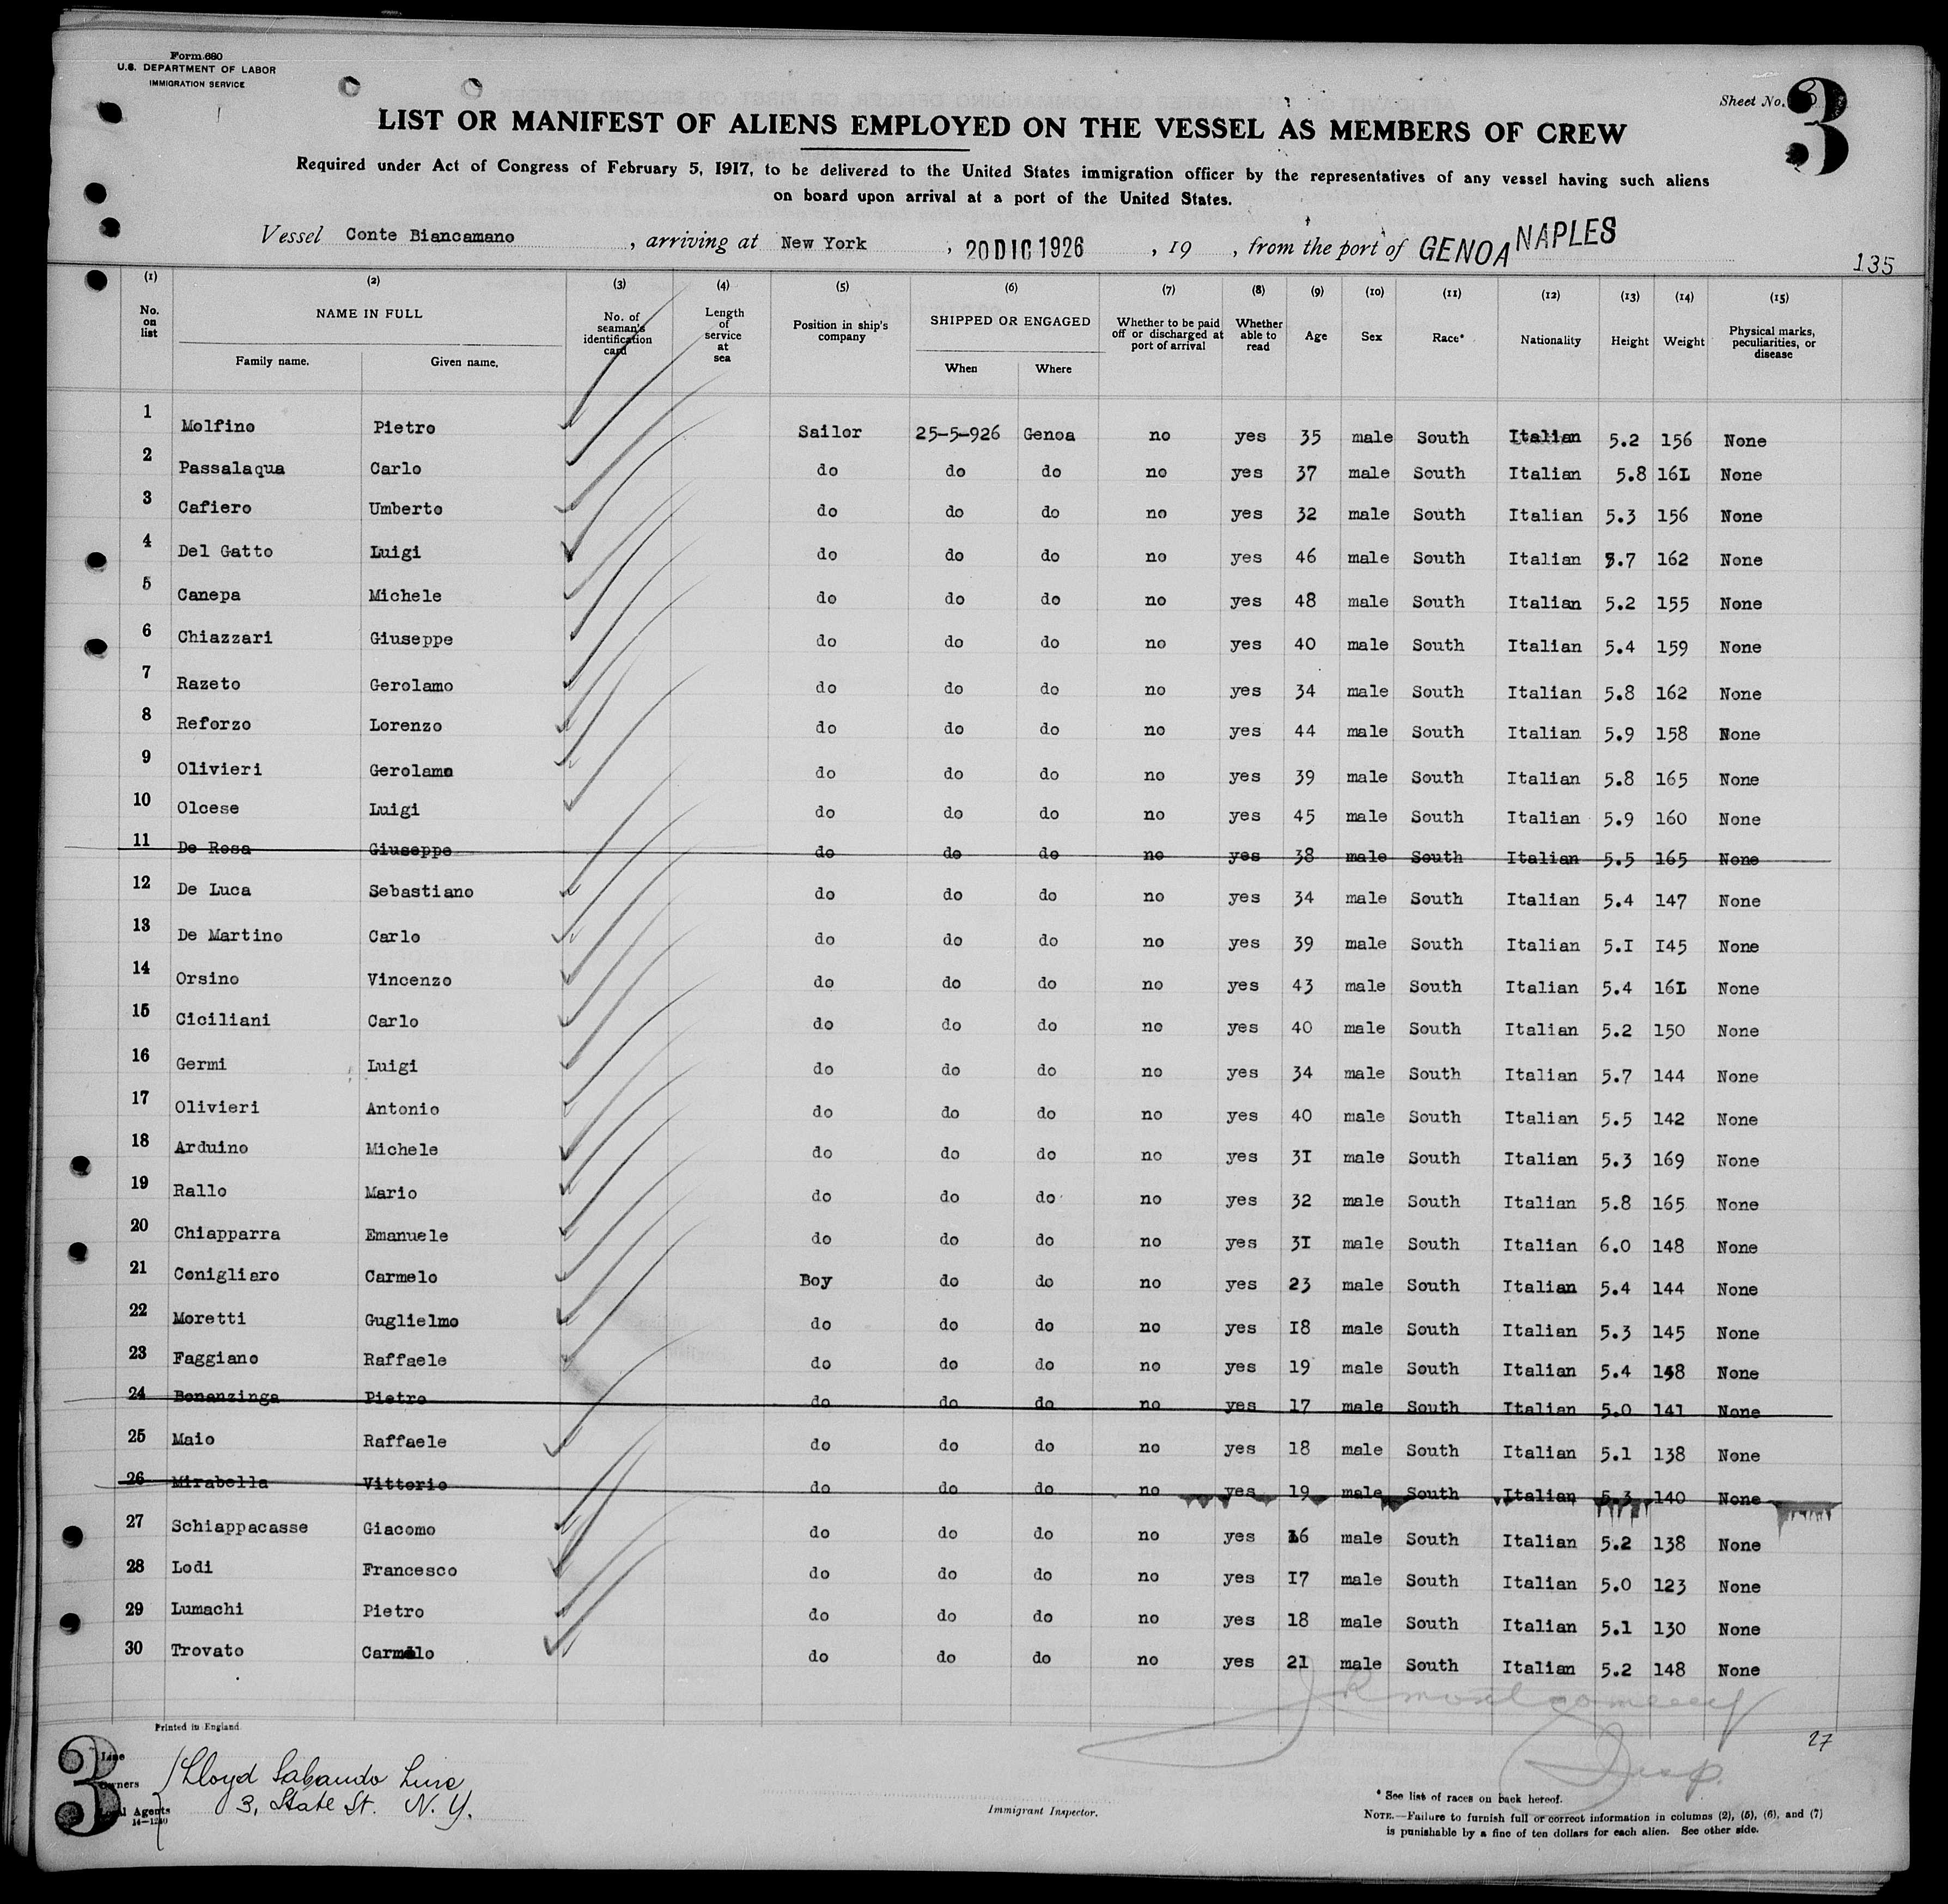 Form 680
U.S. DEPARTMENT OF LABOR
IMMIGRATION SERVICE
Sheet No. 3
LIST OR MANIFEST OF ALIENS EMPLOYED ON THE VESSEL AS MEMBERS OF CREW
Required under Act of Congress of February 5, 1917, to be delivered to the United States immigration officer by the representatives of any vessel having such aliens
on board upon arrival at a port of the United States.
Vessel Conte Biancamano , arriving at New York , 20 DIC 1926 , 19 , from the port of GENOA NAPLES
135
(1) (2) (3) (4) (5) (6) (7) (8) (9) (10) (11) (12) (13) (14) (15)
No. on list NAME IN FULL Family name. Given name. No. of seaman's identification card Length of service at sea Position in ship's company SHIPPED OR ENGAGED When Where Whether to be paid off or discharged at port of arrival Whether able to read Age Sex Race* Nationality Height Weight Physical marks, peculiarities, or disease
1 Molfino Pietro Sailor 25-5-926 Genoa no yes 35 male South Italian 5.2 156 None
2 Passalaqua Carlo do do do no yes 37 male South Italian 5.8 161 None
3 Cafiero Umberto do do do no yes 32 male South Italian 5.3 156 None
4 Del Gatto Luigi do do do no yes 46 male South Italian 5.7 162 None
5 Canepa Michele do do do no yes 48 male South Italian 5.2 155 None
6 Chiazzari Giuseppe do do do no yes 40 male South Italian 5.4 159 None
7 Razeto Gerolamo do do do no yes 34 male South Italian 5.8 162 None
8 Reforzo Lorenzo do do do no yes 44 male South Italian 5.9 158 None
9 Olivieri Gerolamo do do do no yes 39 male South Italian 5.8 165 None
10 Olcese Luigi do do do no yes 45 male South Italian 5.9 160 None
11 De Rosa Giuseppe do do do no yes 38 male South Italian 5.5 165 None
12 De Luca Sebastiano do do do no yes 34 male South Italian 5.4 147 None
13 De Martino Carlo do do do no yes 39 male South Italian 5.I I45 None
14 Orsino Vincenzo do do do no yes 43 male South Italian 5.4 161 None
15 Ciciliani Carlo do do do no yes 40 male South Italian 5.2 150 None
16 Germi Luigi do do do no yes 34 male South Italian 5.7 144 None
17 Olivieri Antonio do do do no yes 40 male South Italian 5.5 142 None
18 Arduino Michele do do do no yes 3I male South Italian 5.3 169 None
19 Rallo Mario do do do no yes 32 male South Italian 5.8 165 None
20 Chiapparra Emanuele do do do no yes 3I male South Italian 6.0 148 None
21 Conigliaro Carmelo Boy do do no yes 23 male South Italian 5.4 144 None
22 Moretti Guglielmo do do do no yes I8 male South Italian 5.3 145 None
23 Faggiano Raffaele do do do no yes 19 male South Italian 5.4 158 None
24 Bonanzinga Pietro do do do no yes 17 male South Italian 5.0 141 None
25 Maio Raffaele do do do no yes 18 male South Italian 5.1 138 None
26 Mirabella Vittorio do do do no yes 19 male South Italian 5.3 140 None
27 Schiappacasse Giacomo do do do no yes 16 male South Italian 5.2 138 None
28 Lodi Francesco do do do no yes I7 male South Italian 5.0 123 None
29 Lumachi Pietro do do do no yes 18 male South Italian 5.1 130 None
30 Trovato Carmelo do do do no yes 21 male South Italian 5.2 148 None
JR Montgomery
Insp.
27
Printed in England
3
Line
Owners
Local Agents
14-1240
Lloyd Sabaudo Line
3, State St. N.Y.
Immigrant Inspector.
* See list of races on back hereof.
NOTE.—Failure to furnish full or correct information in columns (2), (5), (6), and (7)
is punishable by a fine of ten dollars for each alien. See other side.